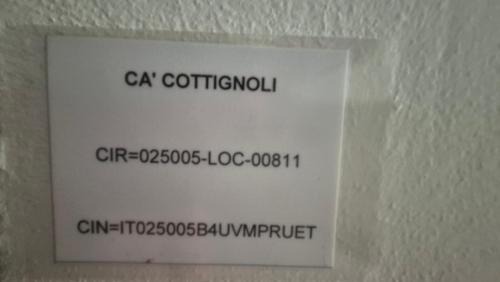 CA' COTTIGNOLI
CIR=025005-LOC-00811
CIN=IT025005B4UVMPRUET